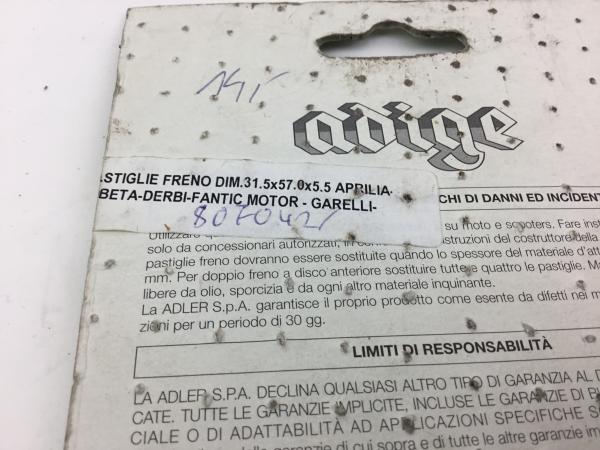 adige
ASTIGLIE FRENO DIM.31.5x57.0x5.5 APRILIA-
BETA-DERBI-FANTIC MOTOR - GARELLI-
CHI DI DANNI ED INCIDENT
su moto e scooters. Fare inst
Utilizzare
solo da concessionari autorizzati, in struzioni del costruttore della
pastiglie freno dovranno essere sostituite quando lo spessore del materiale d'att
mm. Per doppio freno a disco anteriore sostituire tutte e quattro le pastiglie. Ma
libere da olio, sporcizia e da ogni altro materiale inquinante.
La ADLER S.p.A. garantisce il proprio prodotto come esente da difetti nei m
zioni per un periodo di 30 gg.
LIMITI DI RESPONSABILITÀ
LA ADLER S.P.A. DECLINA QUALSIASI ALTRO TIPO DI GARANZIA AL D
CATE. TUTTE LE GARANZIE IMPLICITE, INCLUSE LE GARANZIE DI
CIALE O DI ADATTABILITÀ AD APPLICAZIONI SPECIFICHE S
garanzie di cui sopra e di tutte le altre garanzie im